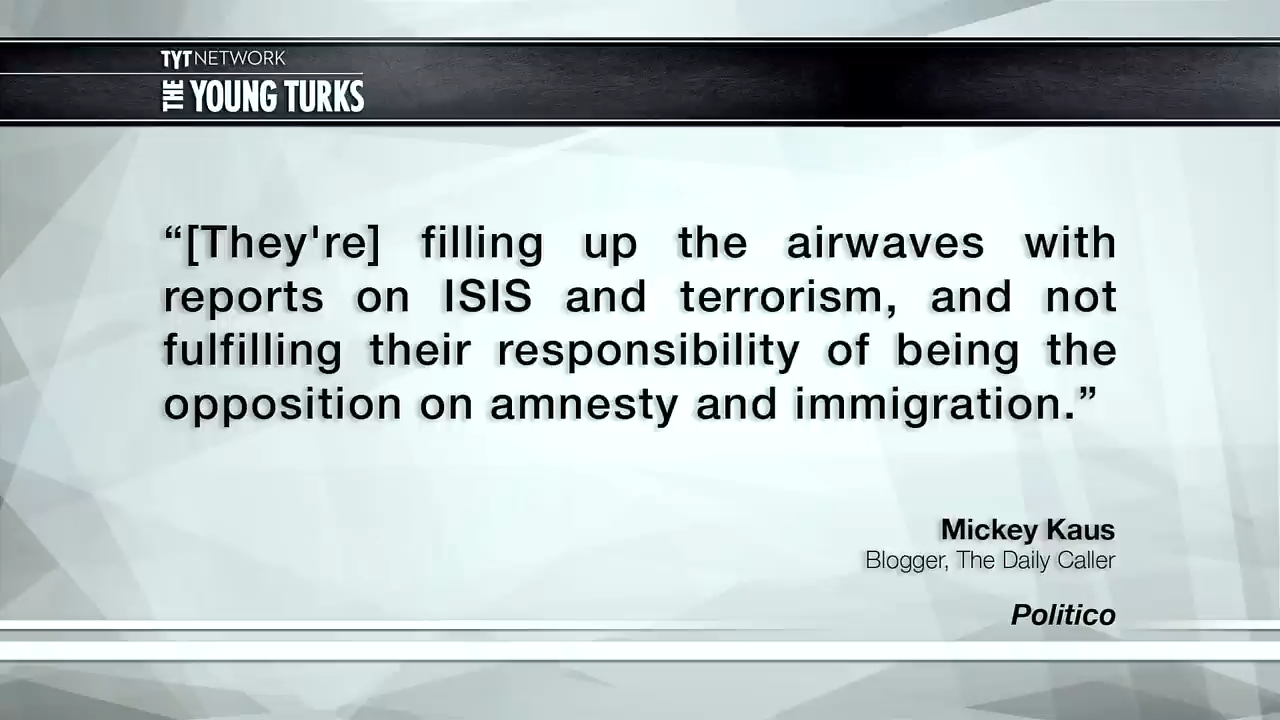 TYT NETWORK
THE YOUNG TURKS
“[They're] filling up the airwaves with
reports on ISIS and terrorism, and not
fulfilling their responsibility of being the
opposition on amnesty and immigration.”
Mickey Kaus
Blogger, The Daily Caller
Politico